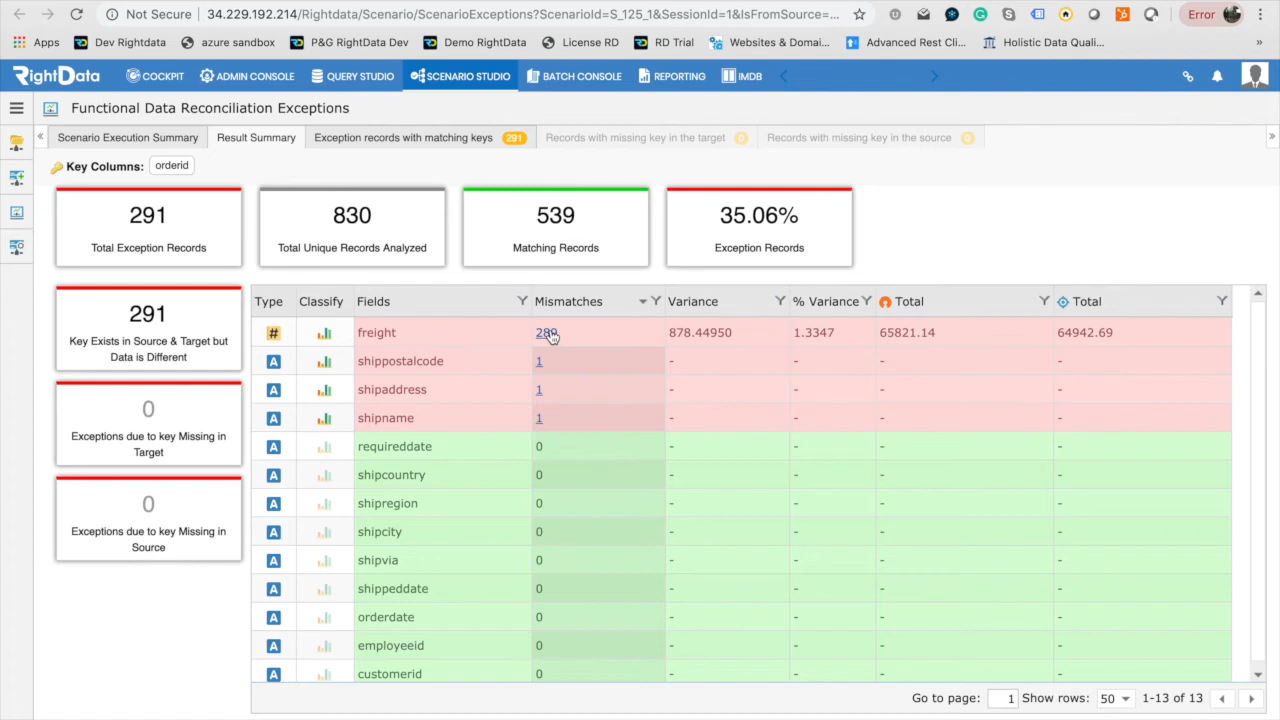 Not Secure | 34.229.192.214/Rightdata/Scenario/ScenarioExceptions?ScenarioId=S_125_1&SessionId=1&IsFromSource=... Error
Apps Dev Rightdata azure sandbox P&G RightData Dev Demo RightData License RD RD Trial Websites & Domai... Advanced Rest Cli... Holistic Data Quali... »
RightData COCKPIT ADMIN CONSOLE QUERY STUDIO SCENARIO STUDIO BATCH CONSOLE REPORTING IMDB
Functional Data Reconciliation Exceptions
Scenario Execution Summary Result Summary Exception records with matching keys 291 Records with missing key in the target 0 Records with missing key in the source 0
Key Columns: orderid
291 830 539 35.06%
Total Exception Records Total Unique Records Analyzed Matching Records Exception Records
291
Key Exists in Source & Target but
Data is Different
0
Exceptions due to key Missing in
Target
0
Exceptions due to key Missing in
Source
Type Classify Fields Mismatches Variance % Variance Total Total
# freight 289 878.44950 1.3347 65821.14 64942.69
A shippostalcode 1 - - - -
A shipaddress 1 - - - -
A shipname 1 - - - -
A requireddate 0 - - - -
A shipcountry 0 - - - -
A shipregion 0 - - - -
A shipcity 0 - - - -
A shipvia 0 - - - -
A shippeddate 0 - - - -
A orderdate 0 - - - -
A employeeid 0 - - - -
A customerid 0 - - - -
Go to page: 1 Show rows: 50 1-13 of 13